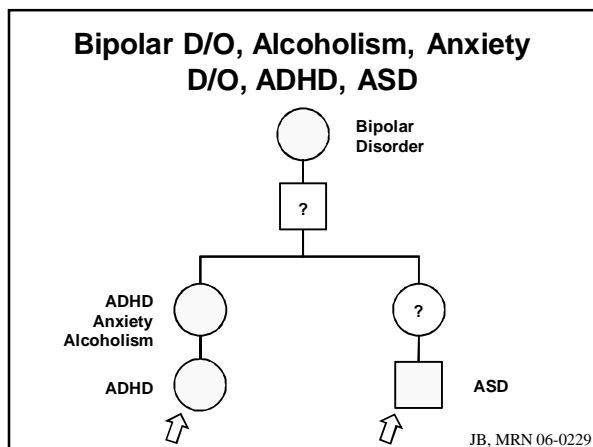 Bipolar D/O, Alcoholism, Anxiety
D/O, ADHD, ASD
Bipolar
Disorder
?
ADHD
Anxiety
Alcoholism
?
ADHD
ASD
JB, MRN 06-0229